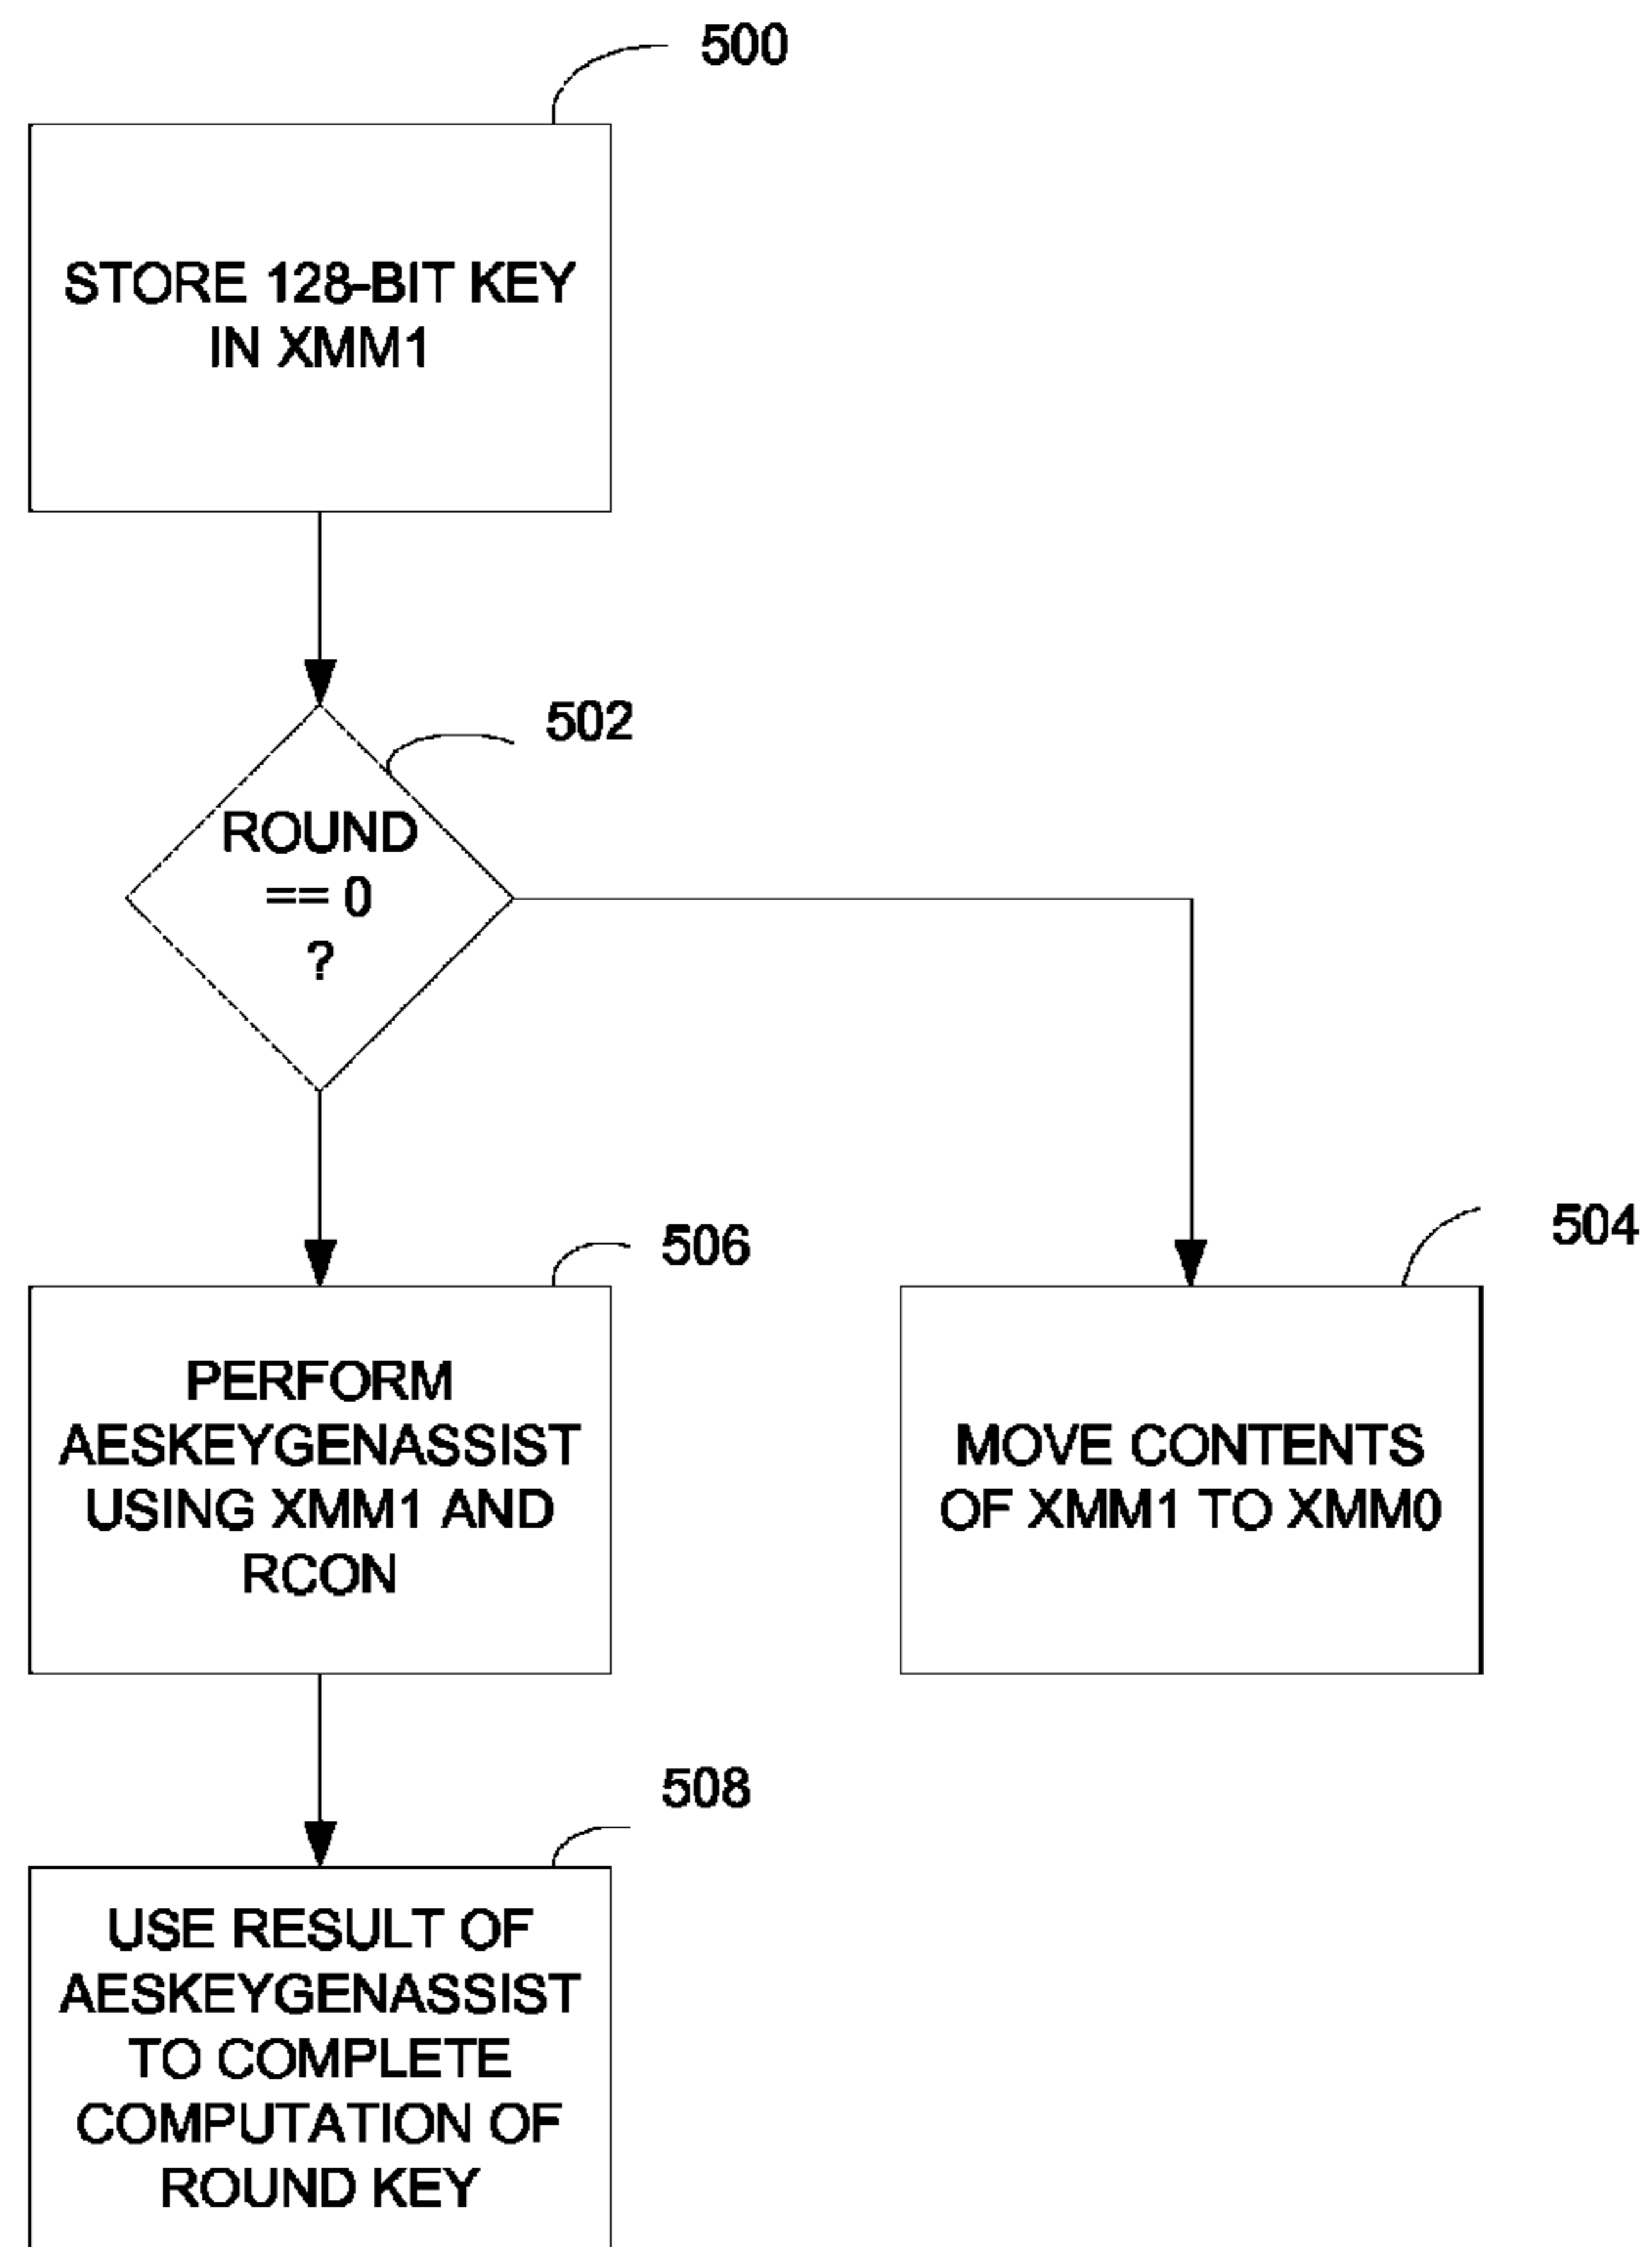 500
STORE 128-BIT KEY
IN XMM1
502
ROUND
== 0
?
506
PERFORM
AESKEYGENASSIST
USING XMM1 AND
RCON
504
MOVE CONTENTS
OF XMM1 TO XMM0
508
USE RESULT OF
AESKEYGENASSIST
TO COMPLETE
COMPUTATION OF
ROUND KEY